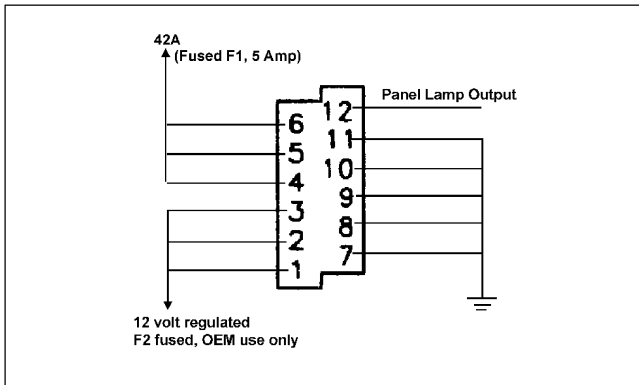 42A
(Fused F1, 5 Amp)
Panel Lamp Output
12
6
11
5
10
4
9
3
8
2
7
1
12 volt regulated
F2 fused, OEM use only